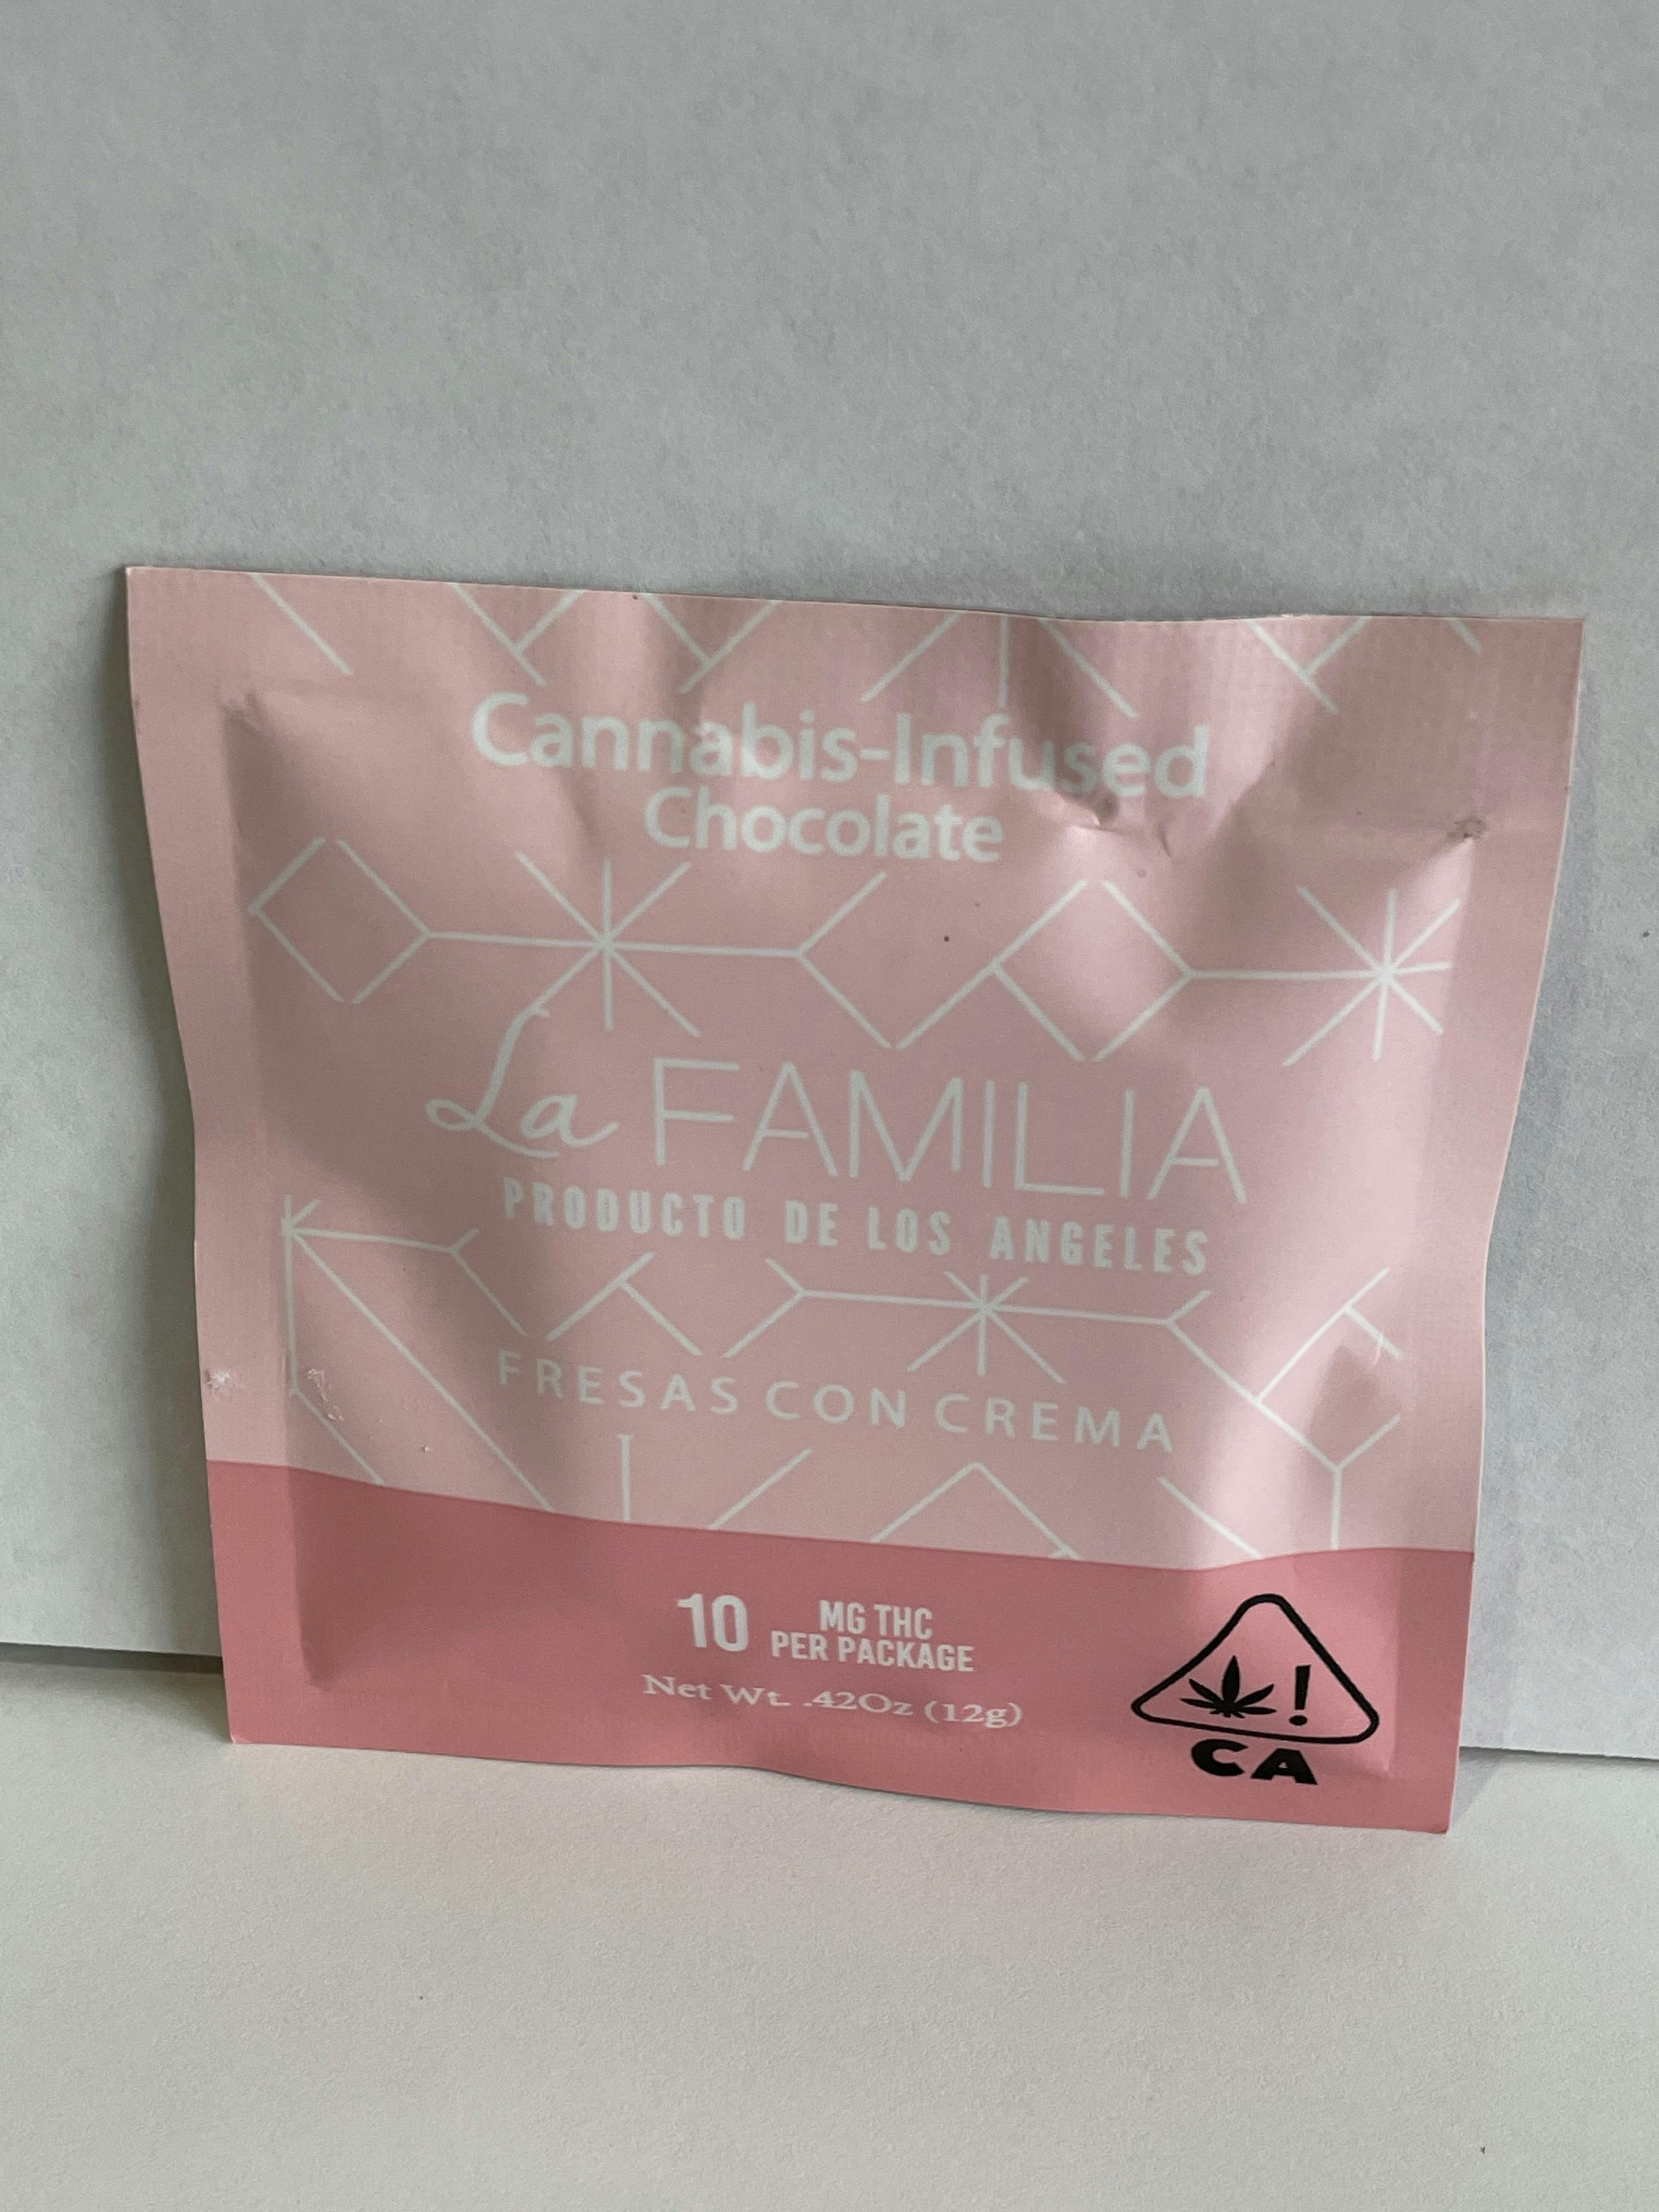 Cannabis-Infused
Chocolate
La FAMILIA
PRODUCTO DE LOS ANGELES
FRESAS CON CREMA
10 MG THC
PER PACKAGE
Net Wt. .42Oz (12g)
!
CA